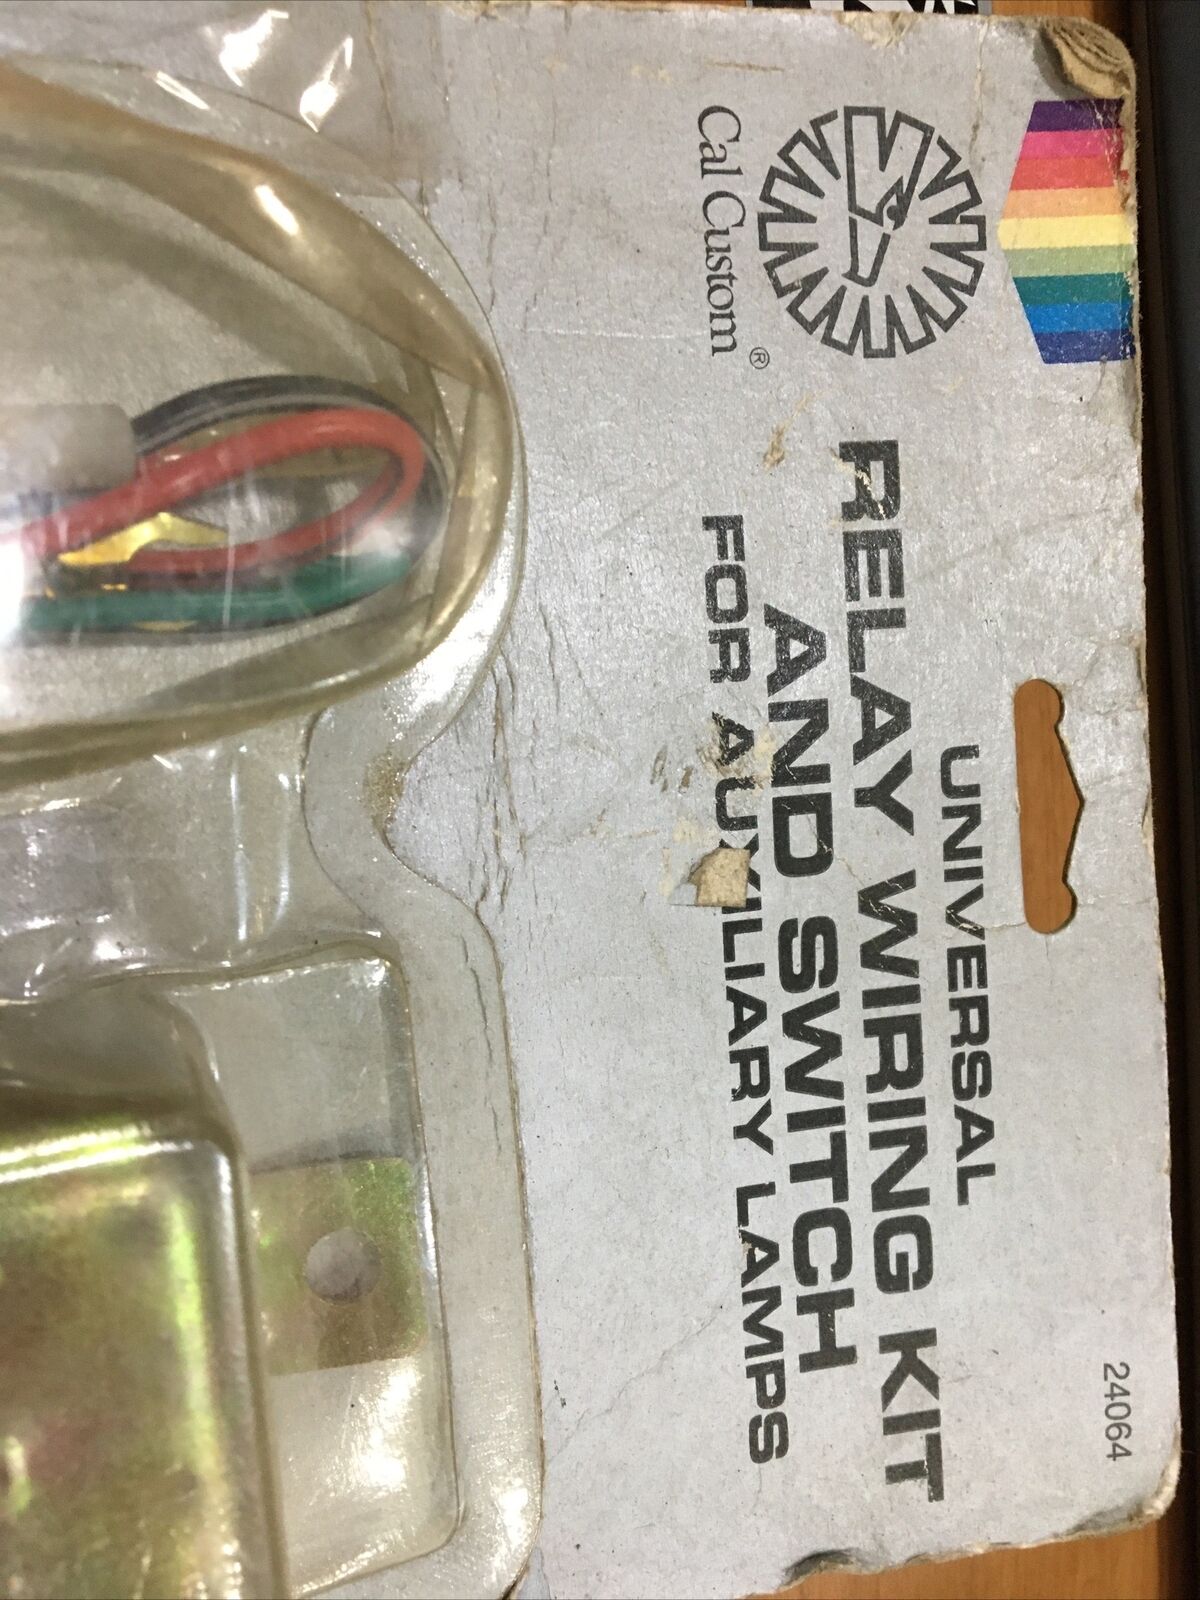 Cal Custom ®
24064
UNIVERSAL
RELAY WIRING KIT
AND SWITCH
FOR AUXILIARY LAMPS